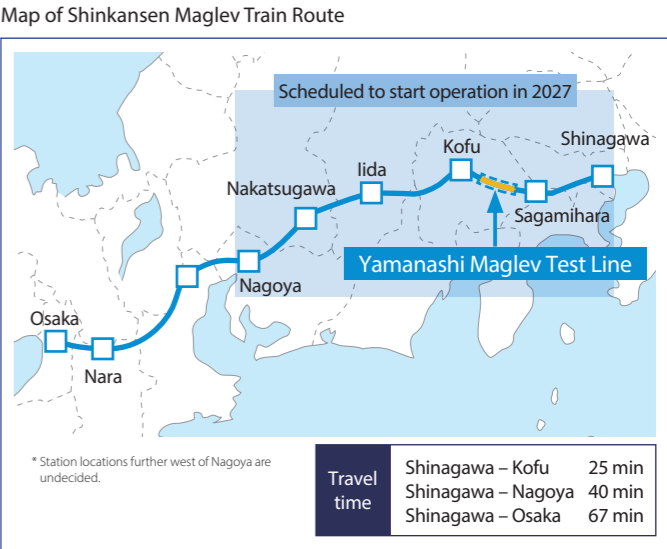 Map of Shinkansen Maglev Train Route
Scheduled to start operation in 2027
Shinagawa
Kofu
Iida
Nakatsugawa
Sagamihara
Yamanashi Maglev Test Line
Nagoya
Osaka
Nara
* Station locations further west of Nagoya are
undecided.
Travel
time
Shinagawa – Kofu 25 min
Shinagawa – Nagoya 40 min
Shinagawa – Osaka 67 min